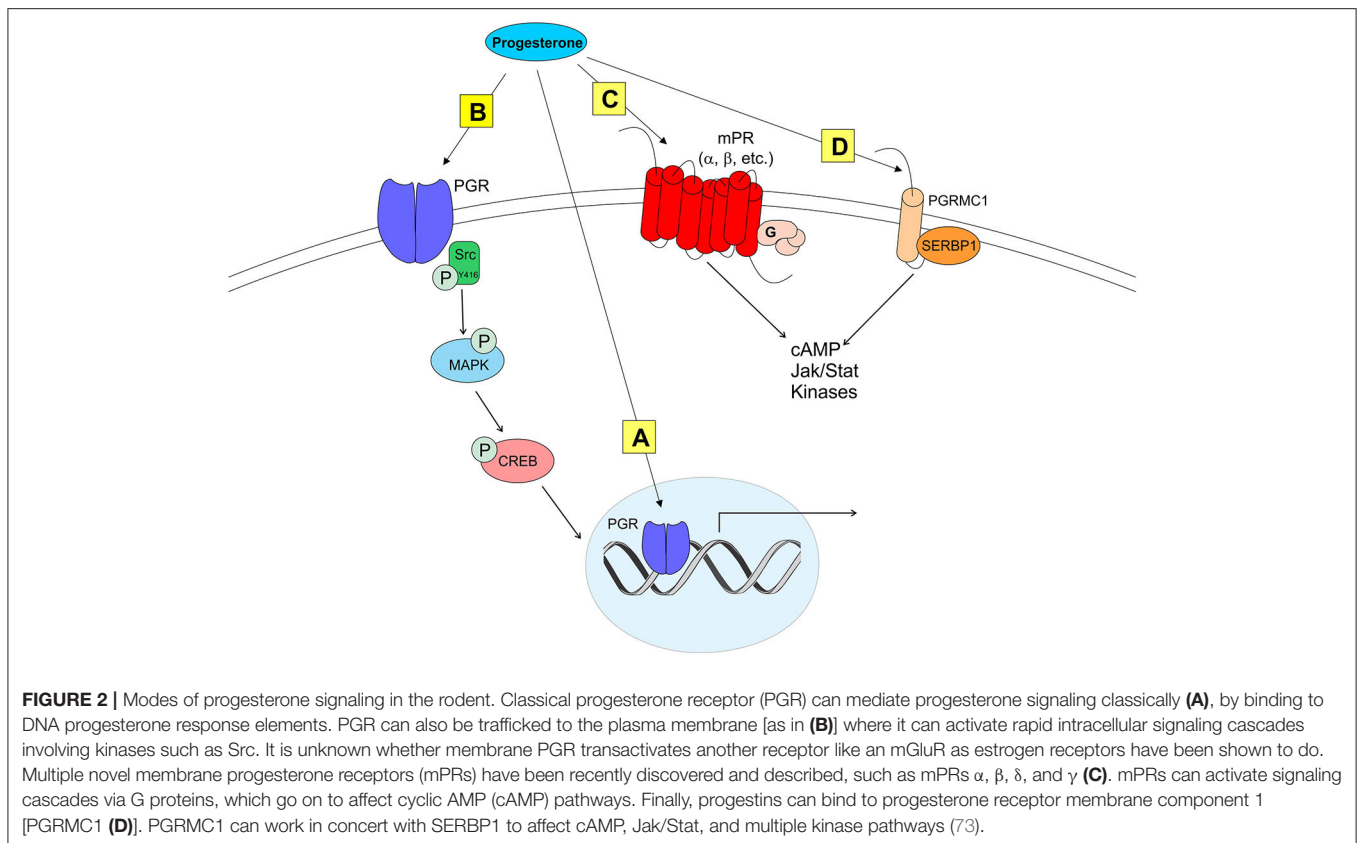 Progesterone
B
C
mPR
(α, β, etc.)
D
PGR
PGRMC1
G
SERBP1
Src
Y416
P
P
MAPK
cAMP
Jak/Stat
Kinases
A
P
CREB
PGR
FIGURE 2 | Modes of progesterone signaling in the rodent. Classical progesterone receptor (PGR) can mediate progesterone signaling classically (A), by binding to
DNA progesterone response elements. PGR can also be trafficked to the plasma membrane [as in (B)] where it can activate rapid intracellular signaling cascades
involving kinases such as Src. It is unknown whether membrane PGR transactivates another receptor like an mGluR as estrogen receptors have been shown to do.
Multiple novel membrane progesterone receptors (mPRs) have been recently discovered and described, such as mPRs α, β, δ, and γ (C). mPRs can activate signaling
cascades via G proteins, which go on to affect cyclic AMP (cAMP) pathways. Finally, progestins can bind to progesterone receptor membrane component 1
[PGRMC1 (D)]. PGRMC1 can work in concert with SERBP1 to affect cAMP, Jak/Stat, and multiple kinase pathways (73).